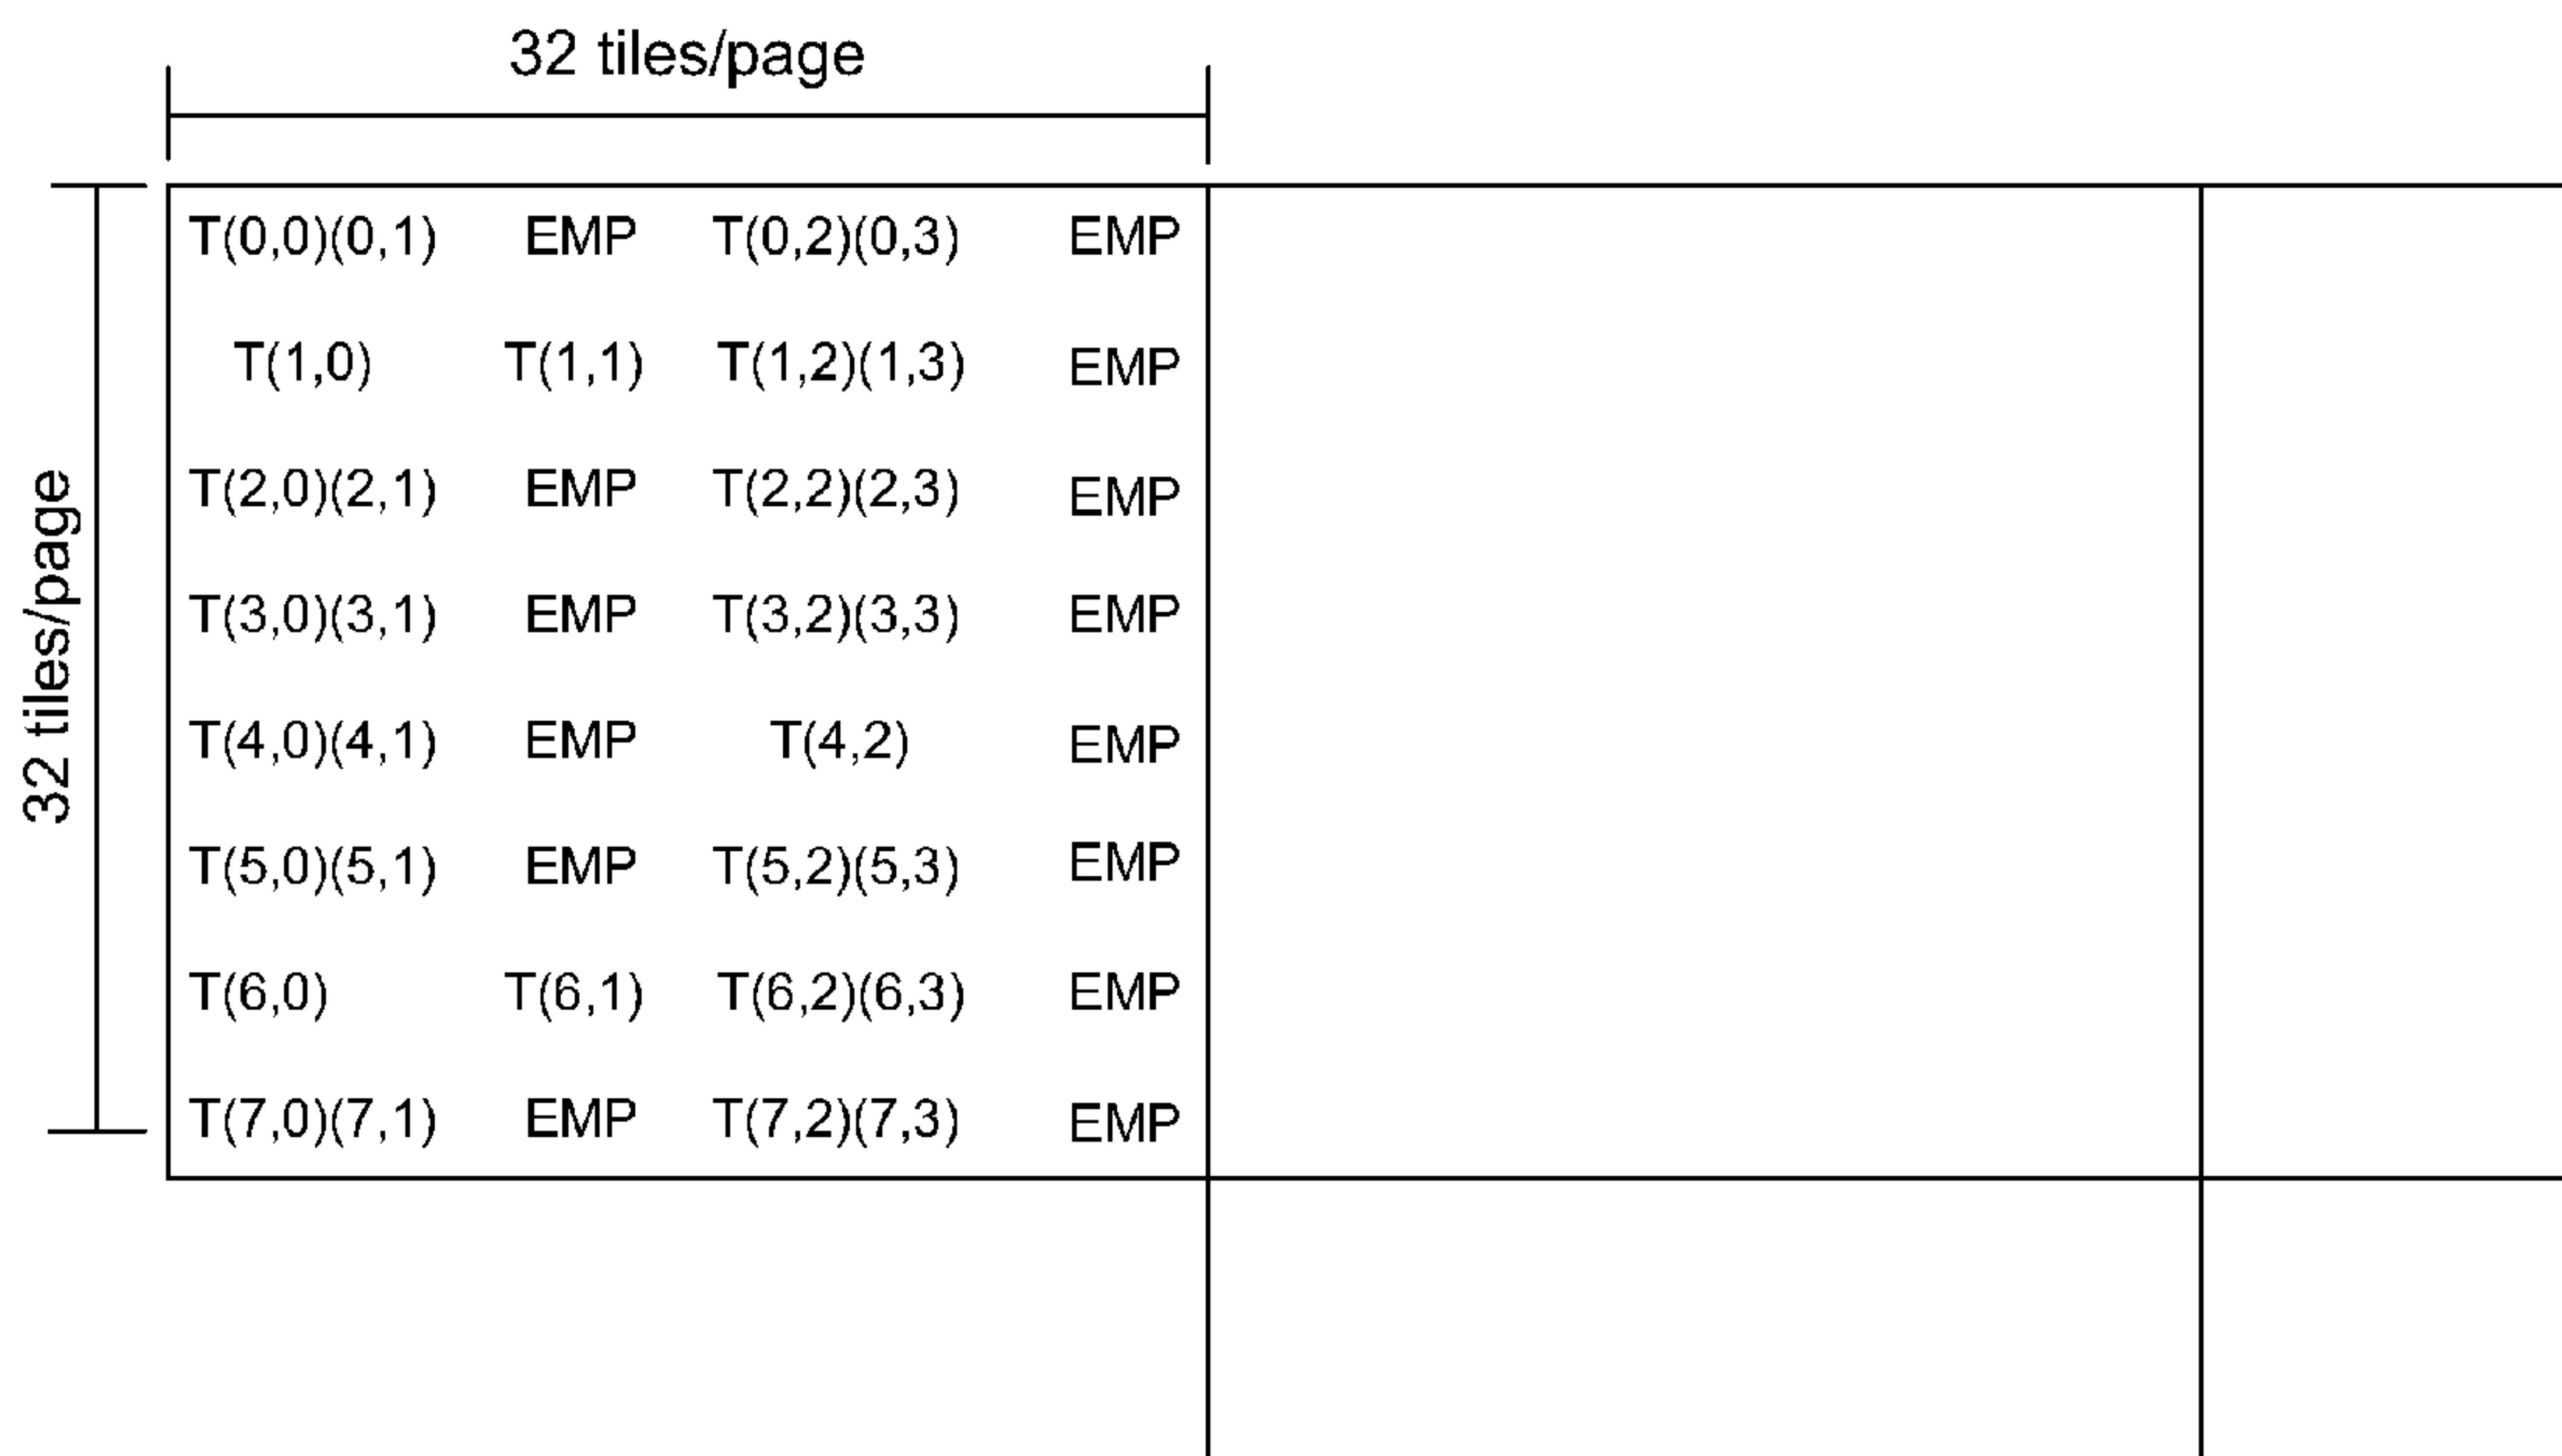 32 tiles/page
32 tiles/page
T(0,0)(0,1) EMP T(0,2)(0,3) EMP
T(1,0) T(1,1) T(1,2)(1,3) EMP
T(2,0)(2,1) EMP T(2,2)(2,3) EMP
T(3,0)(3,1) EMP T(3,2)(3,3) EMP
T(4,0)(4,1) EMP T(4,2) EMP
T(5,0)(5,1) EMP T(5,2)(5,3) EMP
T(6,0) T(6,1) T(6,2)(6,3) EMP
T(7,0)(7,1) EMP T(7,2)(7,3) EMP